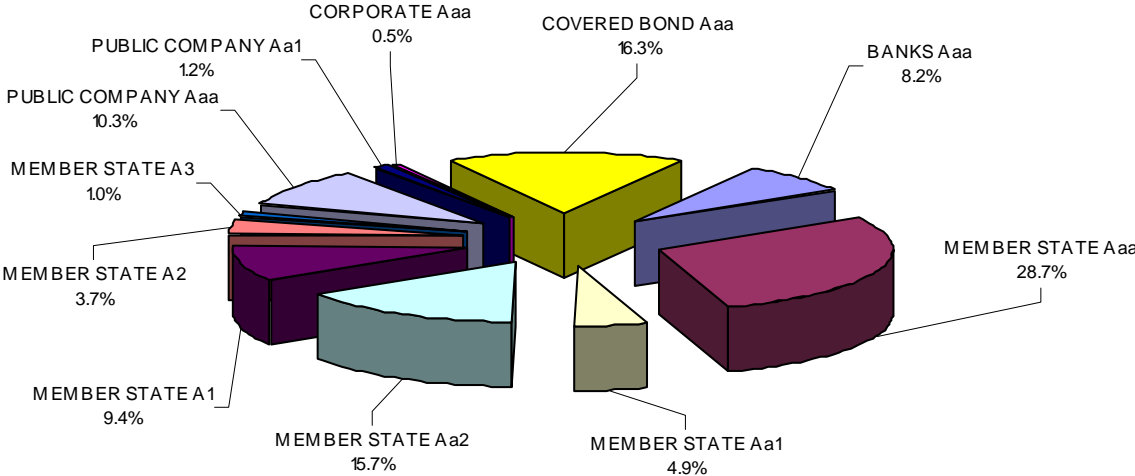 CORPORATE Aaa
0.5%
COVERED BOND Aaa
16.3%
PUBLIC COMPANY Aa1
1.2%
BANKS Aaa
8.2%
PUBLIC COMPANY Aaa
10.3%
MEMBER STATE A3
1.0%
MEMBER STATE Aaa
28.7%
MEMBER STATE A2
3.7%
MEMBER STATE A1
9.4%
MEMBER STATE Aa2
15.7%
MEMBER STATE Aa1
4.9%